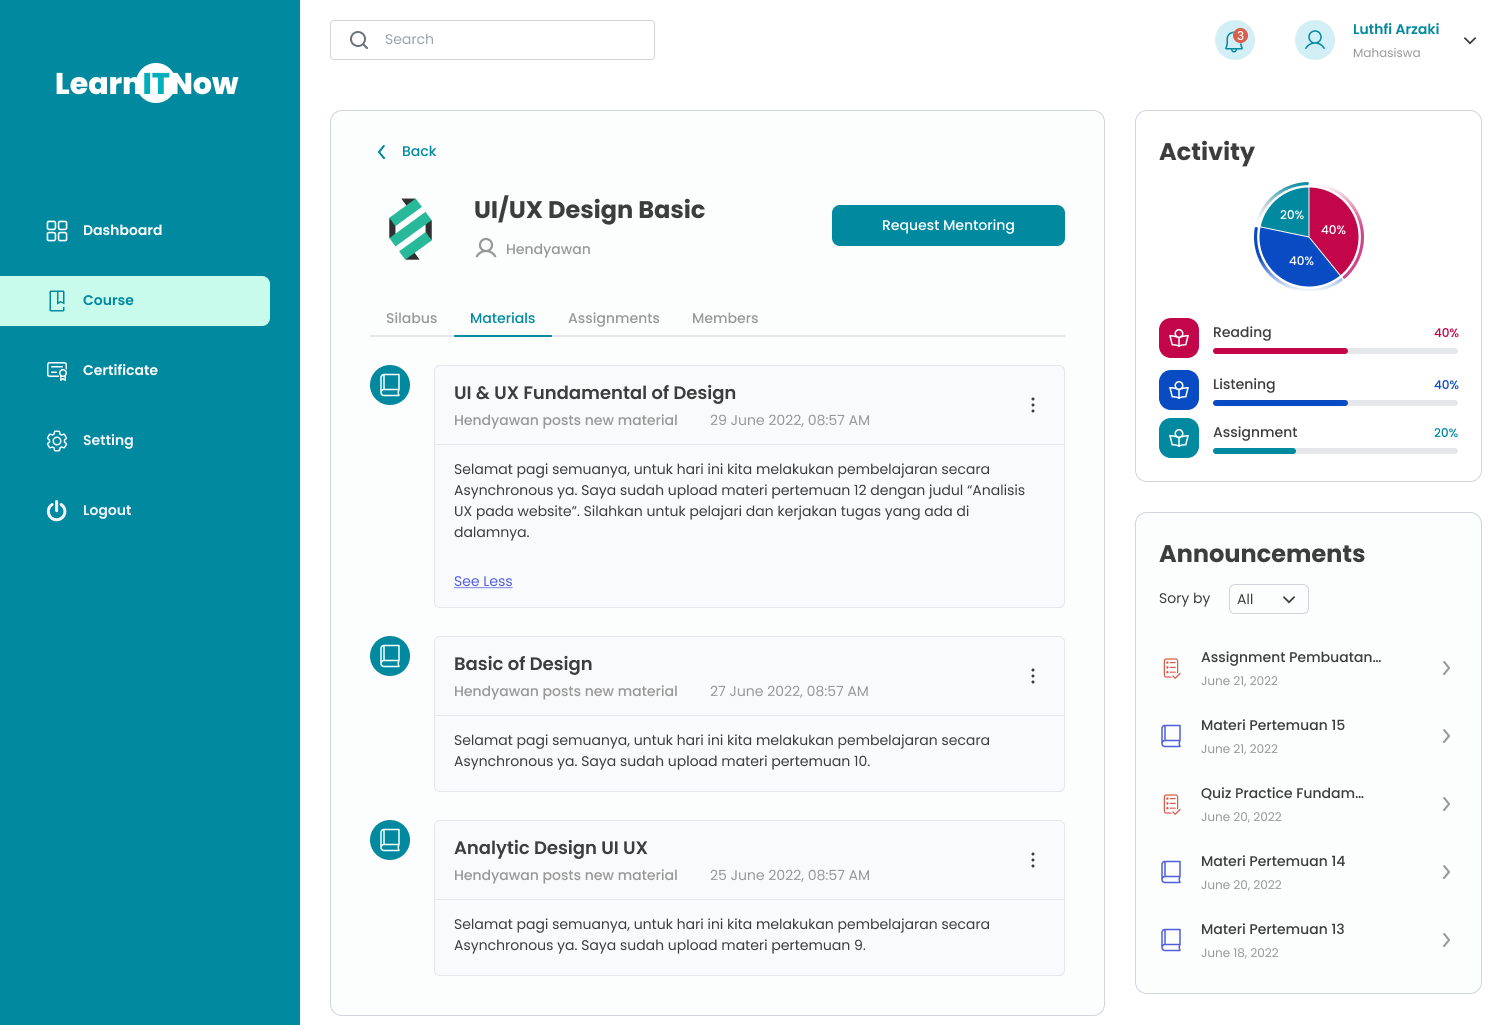 LearnITNow
Dashboard
Course
Certificate
Setting
Logout
Search
3
Luthfi Arzaki
Mahasiswa
Back
UI/UX Design Basic
Hendyawan
Request Mentoring
Silabus Materials Assignments Members
UI & UX Fundamental of Design
Hendyawan posts new material 29 June 2022, 08:57 AM
Selamat pagi semuanya, untuk hari ini kita melakukan pembelajaran secara
Asynchronous ya. Saya sudah upload materi pertemuan 12 dengan judul “Analisis
UX pada website”. Silahkan untuk pelajari dan kerjakan tugas yang ada di
dalamnya.
See Less
Basic of Design
Hendyawan posts new material 27 June 2022, 08:57 AM
Selamat pagi semuanya, untuk hari ini kita melakukan pembelajaran secara
Asynchronous ya. Saya sudah upload materi pertemuan 10.
Analytic Design UI UX
Hendyawan posts new material 25 June 2022, 08:57 AM
Selamat pagi semuanya, untuk hari ini kita melakukan pembelajaran secara
Asynchronous ya. Saya sudah upload materi pertemuan 9.
Activity
20%
40%
40%
Reading 40%
Listening 40%
Assignment 20%
Announcements
Sory by All
Assignment Pembuatan...
June 21, 2022
Materi Pertemuan 15
June 21, 2022
Quiz Practice Fundam...
June 20, 2022
Materi Pertemuan 14
June 20, 2022
Materi Pertemuan 13
June 18, 2022